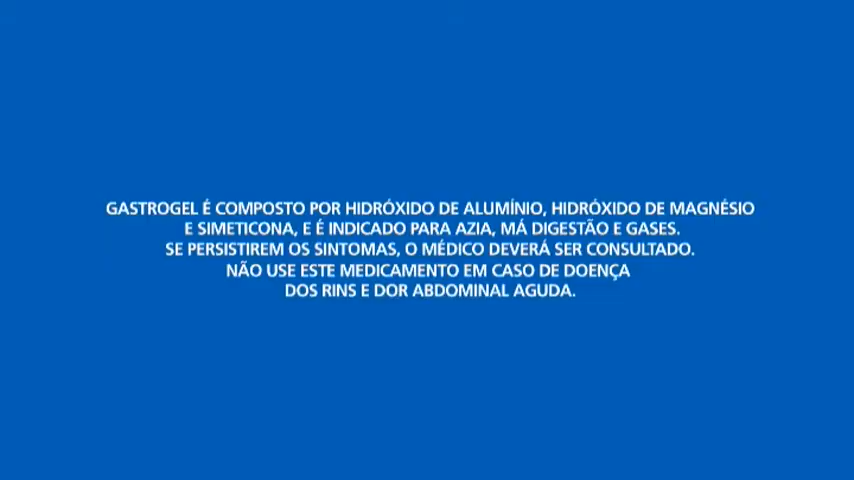 GASTROGEL É COMPOSTO POR HIDRÓXIDO DE ALUMÍNIO, HIDRÓXIDO DE MAGNÉSIO
E SIMETICONA, E É INDICADO PARA AZIA, MÁ DIGESTÃO E GASES.
SE PERSISTIREM OS SINTOMAS, O MÉDICO DEVERÁ SER CONSULTADO.
NÃO USE ESTE MEDICAMENTO EM CASO DE DOENÇA
DOS RINS E DOR ABDOMINAL AGUDA.